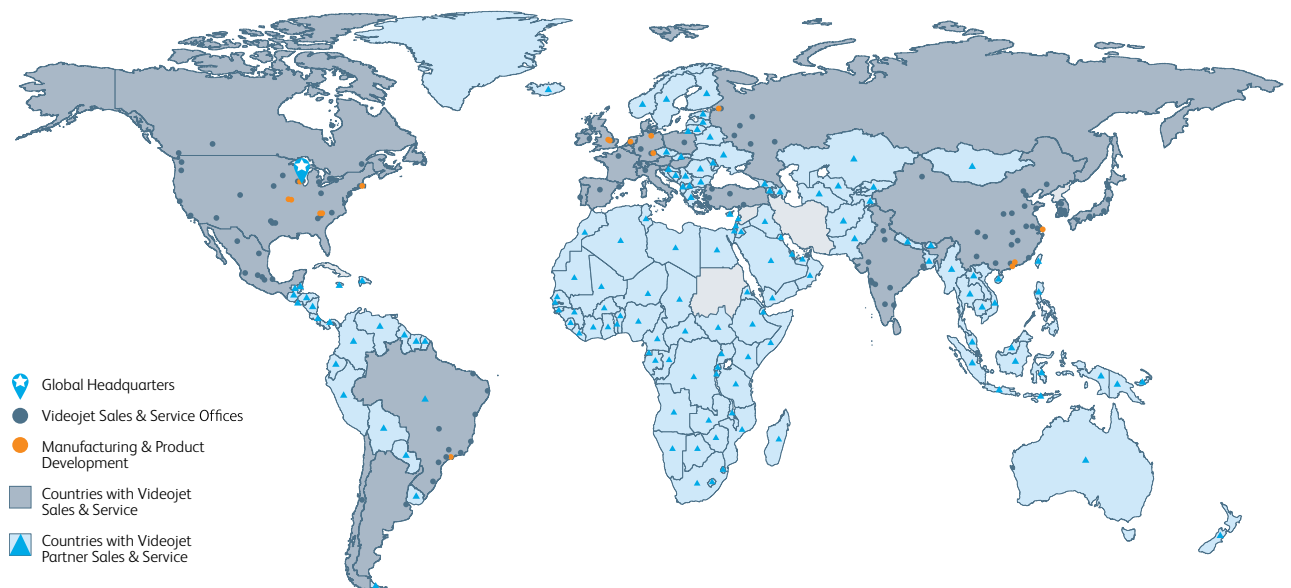 Global Headquarters
Videojet Sales & Service Offices
Manufacturing & Product
Development
Countries with Videojet
Sales & Service
Countries with Videojet
Partner Sales & Service